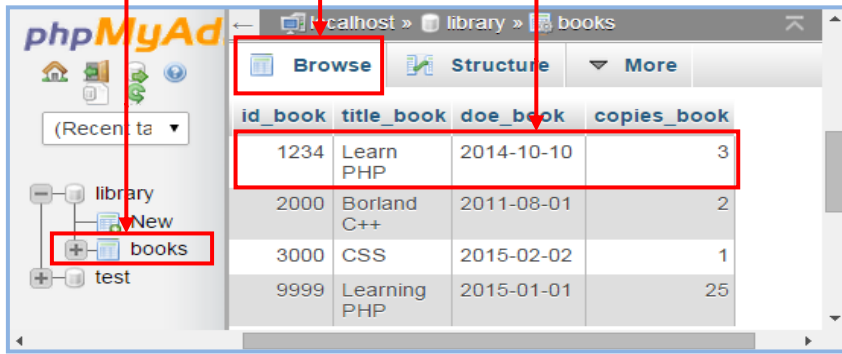 phpMyAd
localhost » library » books
Browse Structure More
(Recent ta
library
New
books
test
id_book title_book doe_book copies_book
1234 Learn PHP 2014-10-10 3
2000 Borland C++ 2011-08-01 2
3000 CSS 2015-02-02 1
9999 Learning PHP 2015-01-01 25